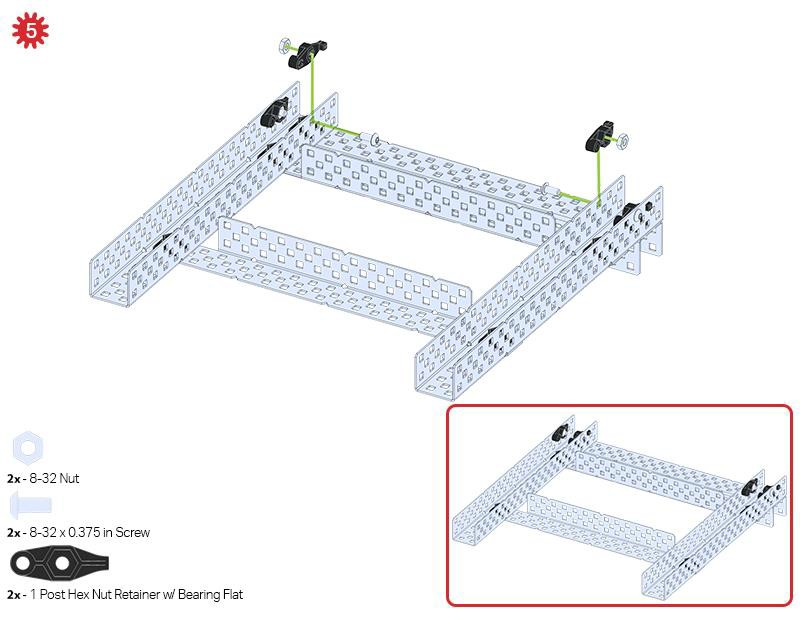 5
2x - 8-32 Nut
2x - 8-32 x 0.375 in Screw
2x - 1 Post Hex Nut Retainer w/ Bearing Flat